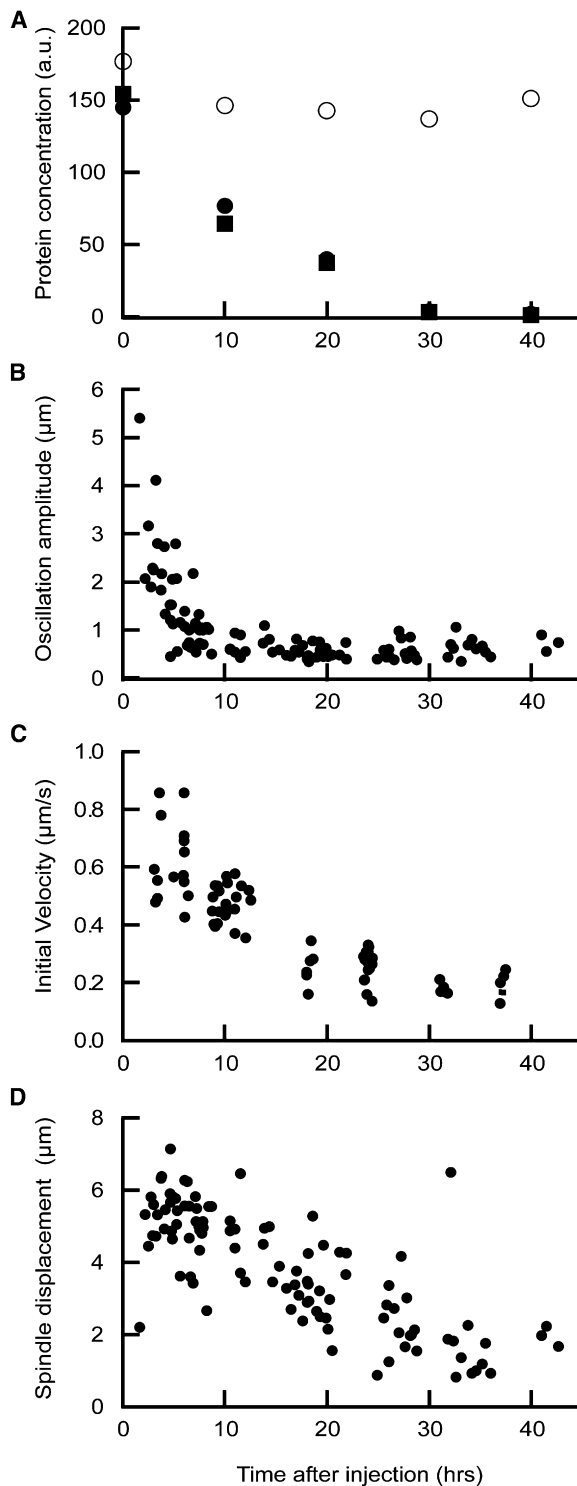 A
Protein concentration (a.u.)
200
150
100
50
0
0 10 20 30 40
B
Oscillation amplitude (µm)
6
5
4
3
2
1
0
0 10 20 30 40
C
Initial Velocity (µm/s)
1.0
0.8
0.6
0.4
0.2
0.0
0 10 20 30 40
D
Spindle displacement (µm)
8
6
4
2
0
0 10 20 30 40
Time after injection (hrs)